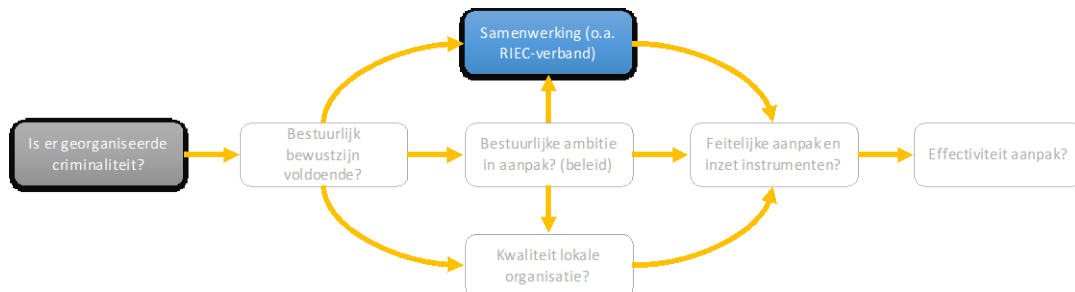 Samenwerking (o.a.
RIEC-verband)
Is er georganiseerde
criminaliteit?
Bestuurlijk
bewustzijn
voldoende?
Bestuurlijke ambitie
in aanpak? (beleid)
Feitelijke aanpak en
inzet instrumenten?
Effectiviteit aanpak?
Kwaliteit lokale
organisatie?